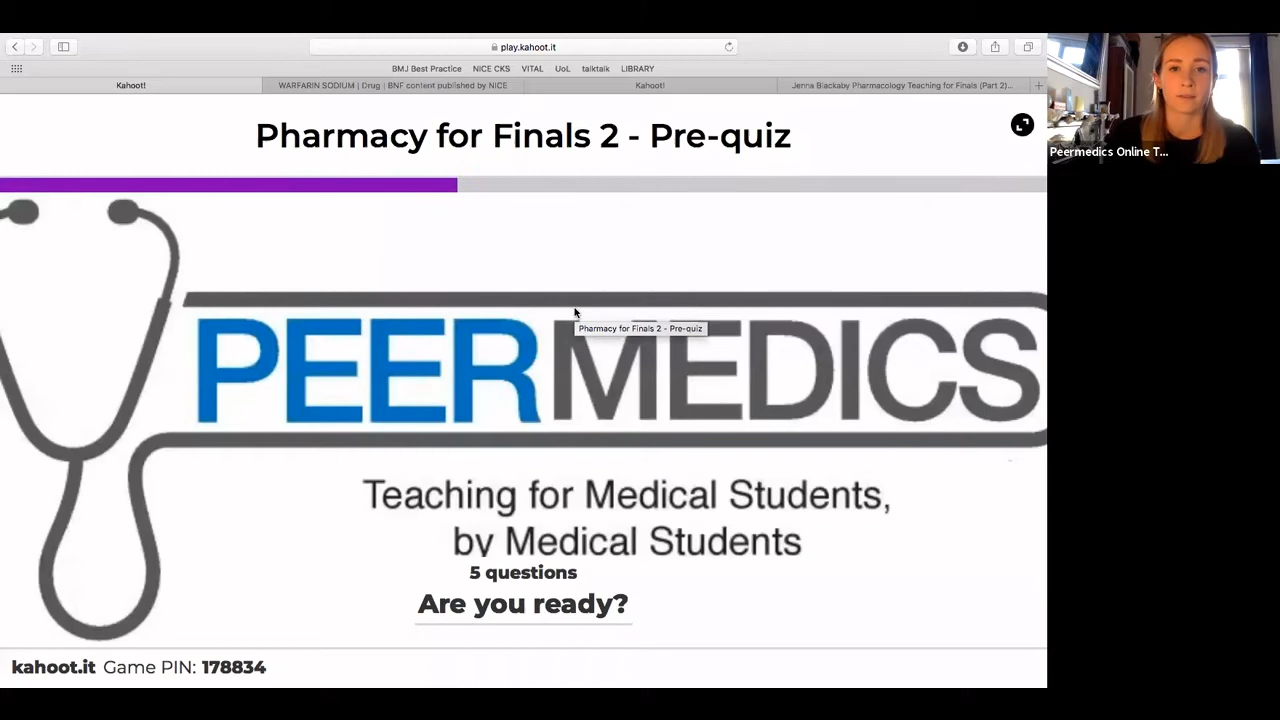 play.kahoot.it
BMJ Best Practice NICE CKS VITAL UoL talktalk LIBRARY
Kahoot! WARFARIN SODIUM | Drug | BNF content published by NICE Kahoot! Jenna Blackaby Pharmacology Teaching for Finals (Part 2)...
Pharmacy for Finals 2 - Pre-quiz
Peermedics Online T...
PEERMEDICS
Pharmacy for Finals 2 - Pre-quiz
Teaching for Medical Students,
by Medical Students
5 questions
Are you ready?
kahoot.it Game PIN: 178834